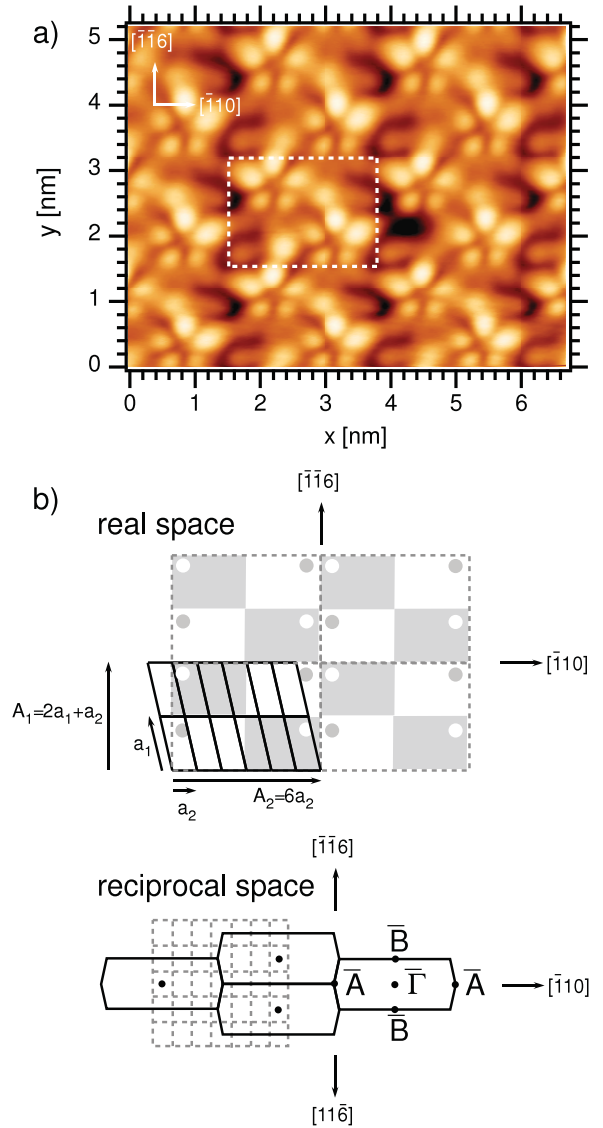 a)
[1̅1̅6]
[1̅10]
y [nm]
5
4
3
2
1
0
0 1 2 3 4 5 6
x [nm]
b)
[1̅1̅6]
real space
[1̅10]
A₁=2a₁+a₂
a₁
A₂=6a₂
a₂
[1̅1̅6]
reciprocal space
B̅
A̅ Γ̅ A̅ [1̅10]
B̅
[116̅]